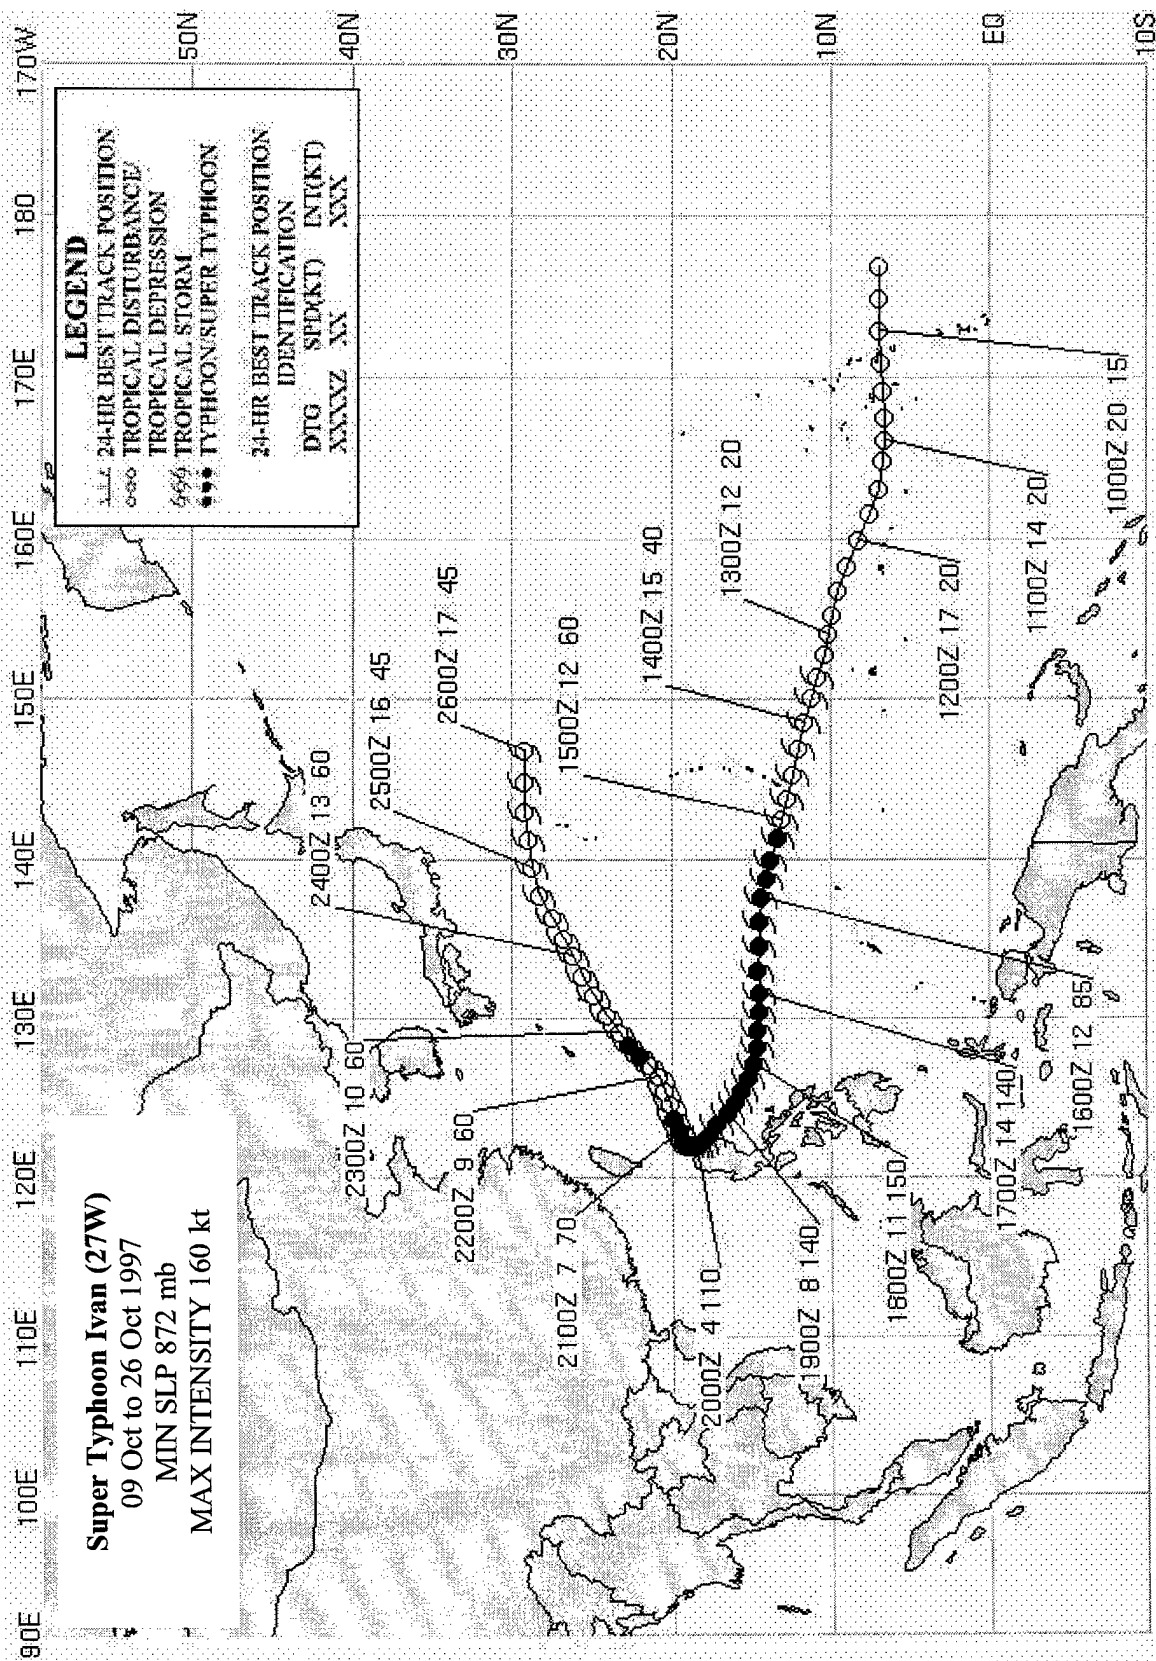 Super Typhoon Ivan (27W)
09 Oct to 26 Oct 1997
MIN SLP 872 mb
MAX INTENSITY 160 kt
LEGEND
24-HR BEST TRACK POSITION
TROPICAL DISTURBANCE/
TROPICAL DEPRESSION
TROPICAL STORM
TYPHOON/SUPER TYPHOON
24-HR BEST TRACK POSITION
IDENTIFICATION
DTG SPD(KT) INT(KT)
XXXXZ XX XXX
90E 100E 110E 120E 130E 140E 150E 160E 170E 180 170W
50N
40N
30N
20N
10N
EQ
10S
2400Z 13 60
2500Z 16 45
2600Z 17 45
2300Z 10 60
2200Z 9 60
2100Z 7 70
2000Z 4 110
1900Z 8 140
1800Z 11 150
1700Z 14 140
1600Z 12 85
1500Z 12 60
1400Z 15 40
1300Z 12 20
1200Z 17 20
1100Z 14 20
1000Z 20 15